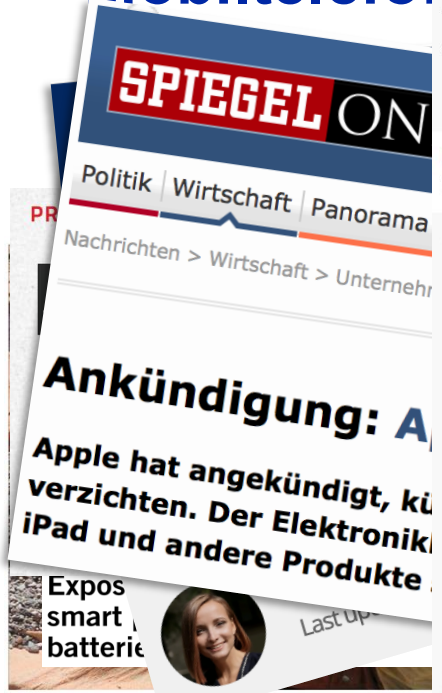 SPIEGEL ON
Politik Wirtschaft Panorama
Nachrichten > Wirtschaft > Unternehm
Ankündigung: A
Apple hat angekündigt, kü
verzichten. Der Elektronik
iPad und andere Produkte
PR
Expos
smart
batterie
Last up